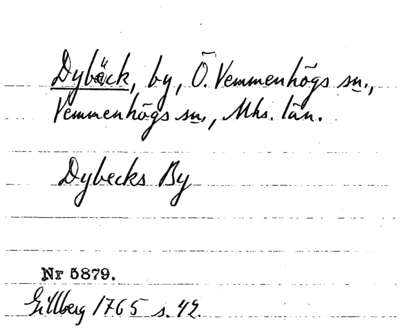 Dybäck, by, Ö. Vemmenhögs sn.,
Vemmenhögs sn., Mhs. län.
Dybecks By
Nr 5879.
Gillberg 1765 s. 42.